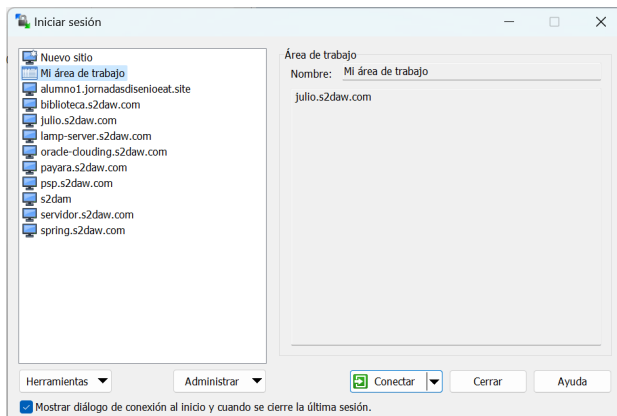 Iniciar sesión
Nuevo sitio
Mi área de trabajo
alumno1.jornadasdisenioeat.site
biblioteca.s2daw.com
julio.s2daw.com
lamp-server.s2daw.com
oracle-clouding.s2daw.com
payara.s2daw.com
psp.s2daw.com
s2dam
servidor.s2daw.com
spring.s2daw.com
Área de trabajo
Nombre: Mi área de trabajo
julio.s2daw.com
Herramientas Administrar Conectar Cerrar Ayuda
Mostrar diálogo de conexión al inicio y cuando se cierre la última sesión.